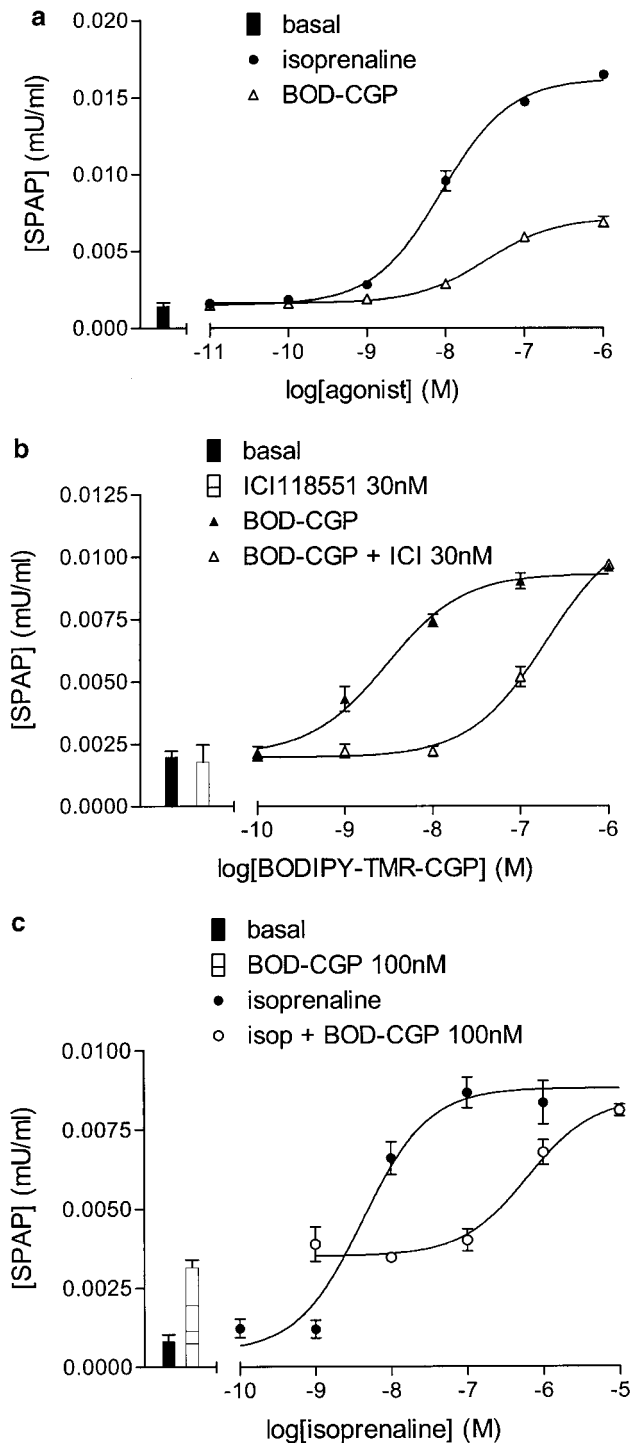 a
basal
isoprenaline
BOD-CGP
[SPAP] (mU/ml)
0.020
0.015
0.010
0.005
0.000
-11 -10 -9 -8 -7 -6
log[agonist] (M)
b
basal
ICI118551 30nM
BOD-CGP
BOD-CGP + ICI 30nM
[SPAP] (mU/ml)
0.0125
0.0100
0.0075
0.0050
0.0025
0.0000
-10 -9 -8 -7 -6
log[BODIPY-TMR-CGP] (M)
c
basal
BOD-CGP 100nM
isoprenaline
isop + BOD-CGP 100nM
[SPAP] (mU/ml)
0.0100
0.0075
0.0050
0.0025
0.0000
-10 -9 -8 -7 -6 -5
log[isoprenaline] (M)